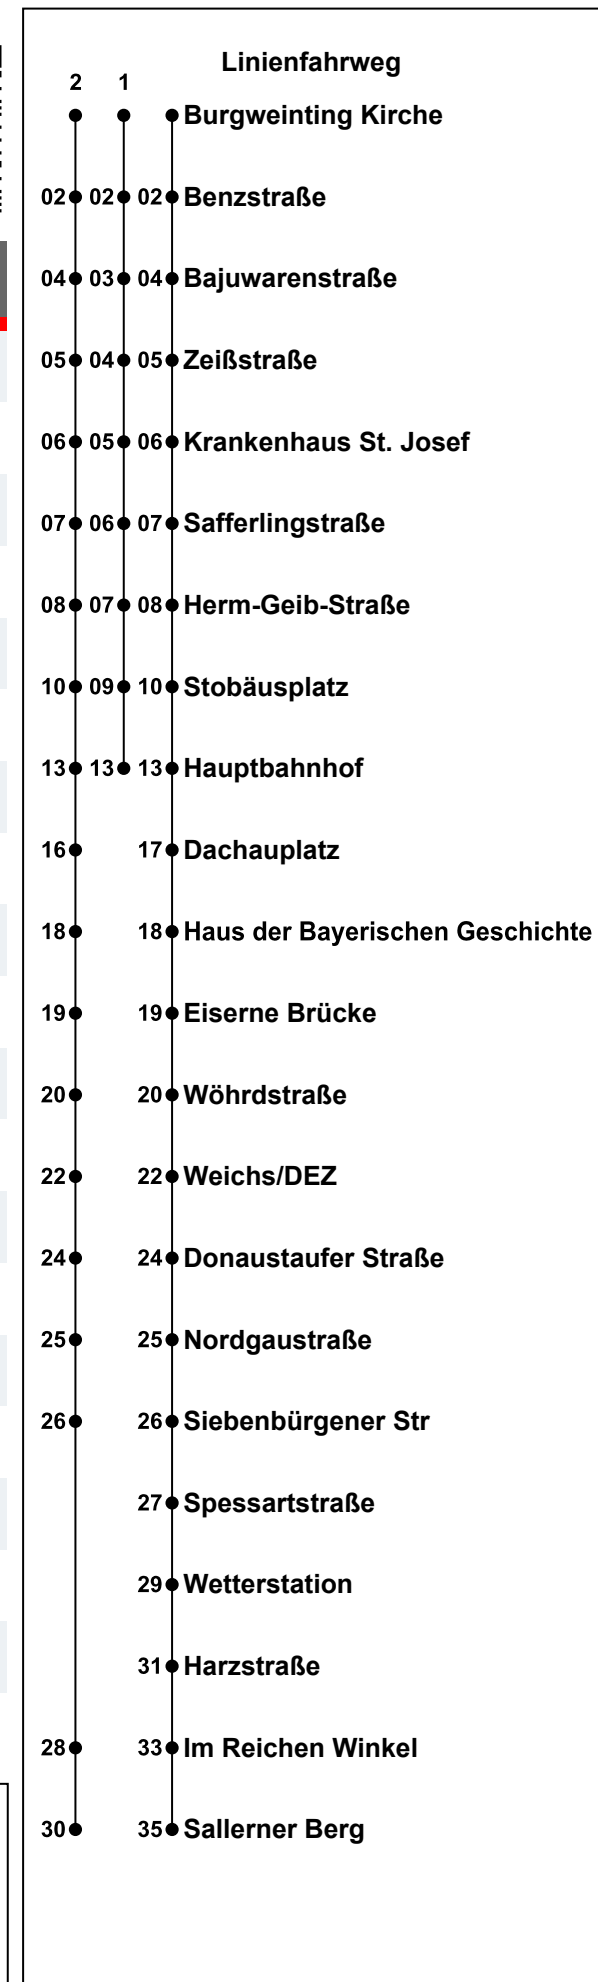 Linienfahrweg
2 1
Burgweinting Kirche
02 02 02 Benzstraße
04 03 04 Bajuwarenstraße
05 04 05 Zeißstraße
06 05 06 Krankenhaus St. Josef
07 06 07 Safferlingstraße
08 07 08 Herm-Geib-Straße
10 09 10 Stobäusplatz
13 13 13 Hauptbahnhof
16 17 Dachauplatz
18 18 Haus der Bayerischen Geschichte
19 19 Eiserne Brücke
20 20 Wöhrdstraße
22 22 Weichs/DEZ
24 24 Donaustaufer Straße
25 25 Nordgaustraße
26 26 Siebenbürgener Str
27 Spessartstraße
29 Wetterstation
31 Harzstraße
28 33 Im Reichen Winkel
30 35 Sallerner Berg